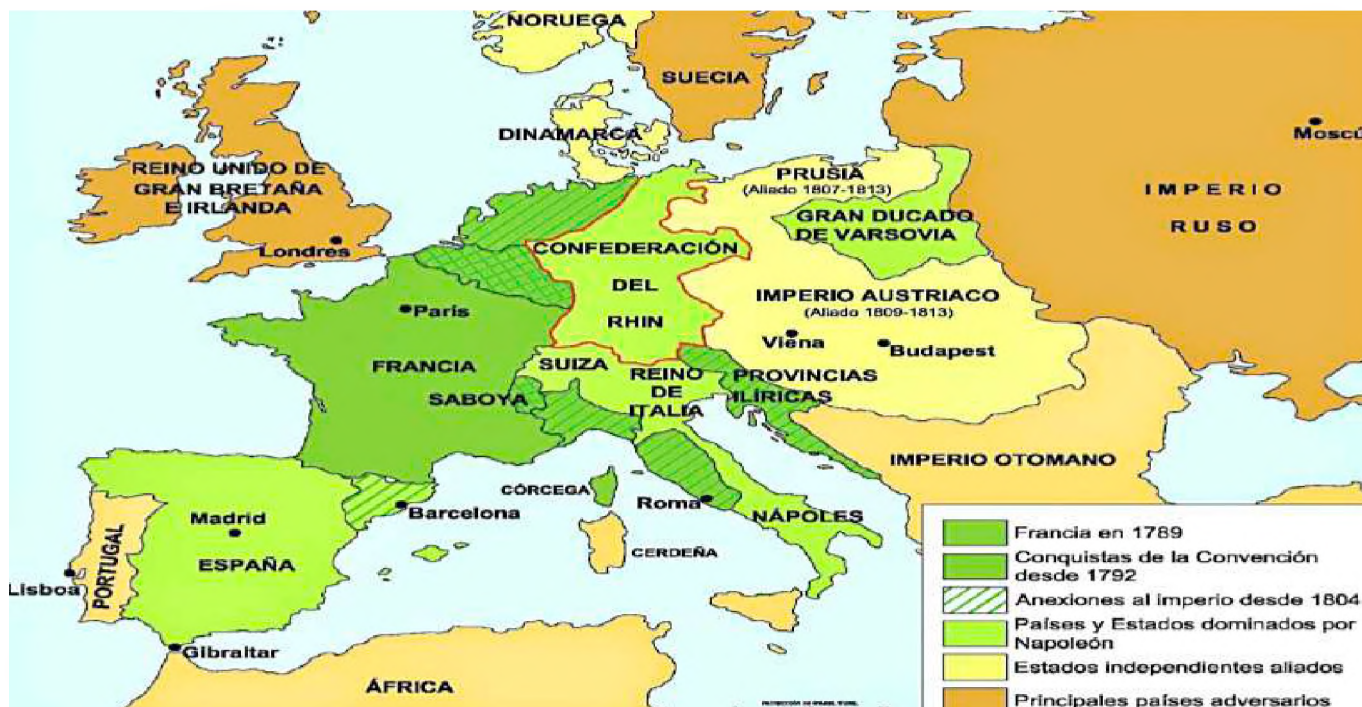 NORUEGA
SUECIA
Moscú
DINAMARCA
REINO UNIDO DE
GRAN BRETAÑA
E IRLANDA
PRUSIA
(Aliado 1807-1813)
IMPERIO
RUSO
GRAN DUCADO
DE VARSOVIA
Londres
CONFEDERACIÓN
DEL
RHIN
IMPERIO AUSTRIACO
(Aliado 1809-1813)
París
Viena
Budapest
FRANCIA
SUIZA
REINO
DE
ITALIA
PROVINCIAS
ILÍRICAS
SABOYA
IMPERIO OTOMANO
CÓRCEGA
Roma
Barcelona
NÁPOLES
Madrid
CERDEÑA
ESPAÑA
PORTUGAL
Lisboa
Gibraltar
ÁFRICA
Francia en 1789
Conquistas de la Convención
desde 1792
Anexiones al imperio desde 1804
Países y Estados dominados por
Napoleón
Estados independientes aliados
Principales países adversarios